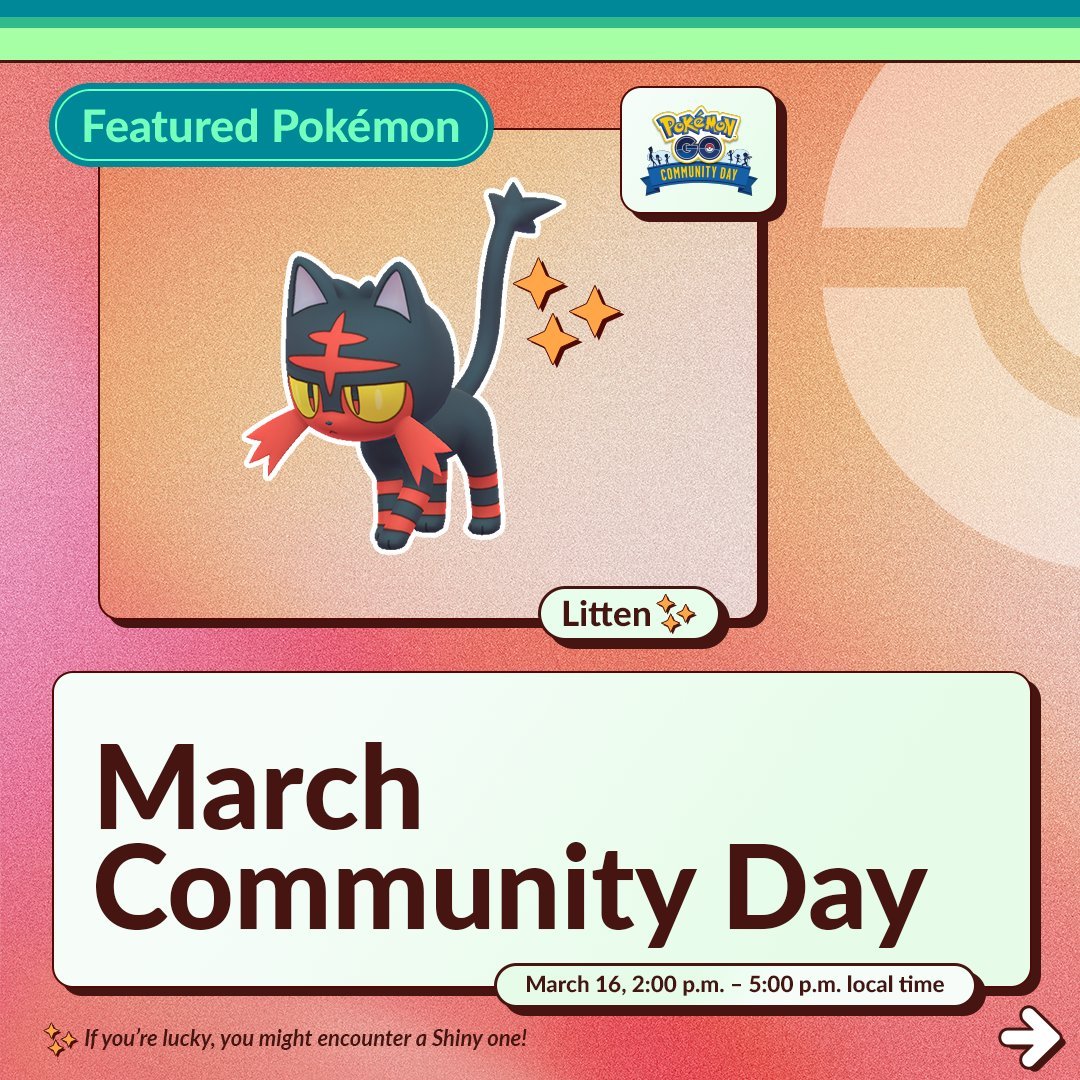 Featured Pokémon
POKéMON
GO
COMMUNITY DAY
Litten
March
Community Day
March 16, 2:00 p.m. – 5:00 p.m. local time
If you’re lucky, you might encounter a Shiny one!